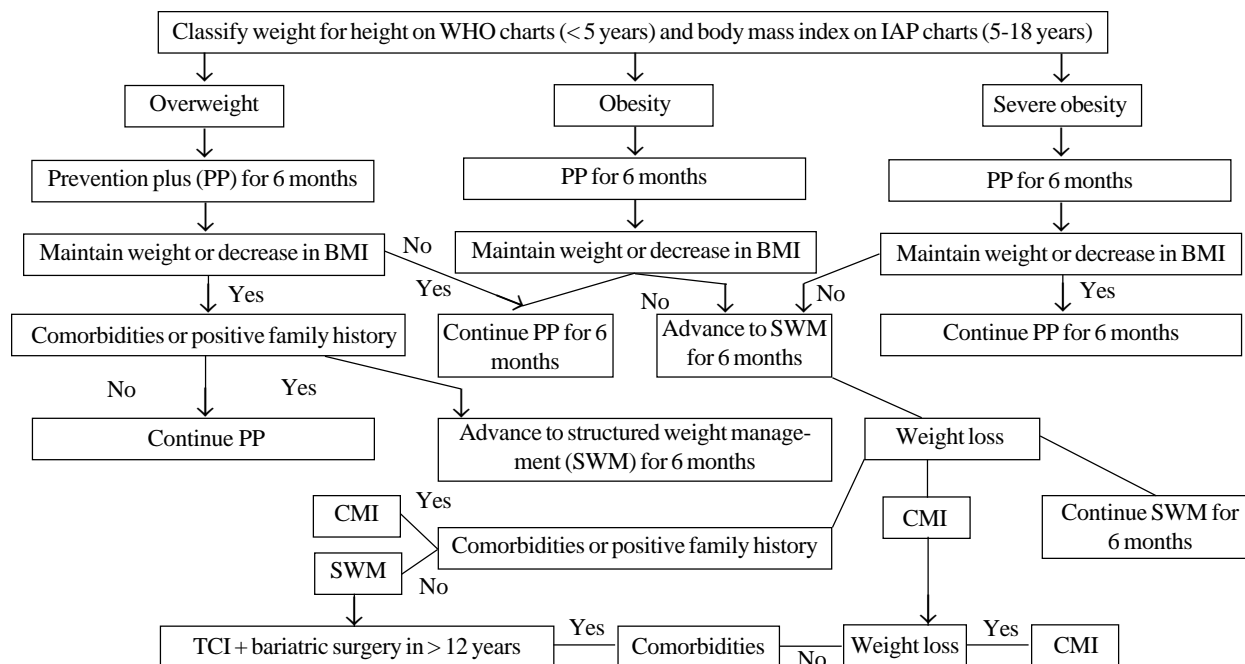 Classify weight for height on WHO charts (< 5 years) and body mass index on IAP charts (5-18 years)
Overweight
Obesity
Severe obesity
Prevention plus (PP) for 6 months
PP for 6 months
PP for 6 months
Maintain weight or decrease in BMI
No
Maintain weight or decrease in BMI
Maintain weight or decrease in BMI
Yes
Yes
No
No
Yes
Comorbidities or positive family history
Continue PP for 6
months
Advance to SWM
for 6 months
Continue PP for 6 months
No
Yes
Continue PP
Advance to structured weight manage-
ment (SWM) for 6 months
Weight loss
CMI
Yes
Comorbidities or positive family history
CMI
Continue SWM for
6 months
SWM
No
TCI + bariatric surgery in > 12 years
Yes
Comorbidities
No
Weight loss
Yes
CMI